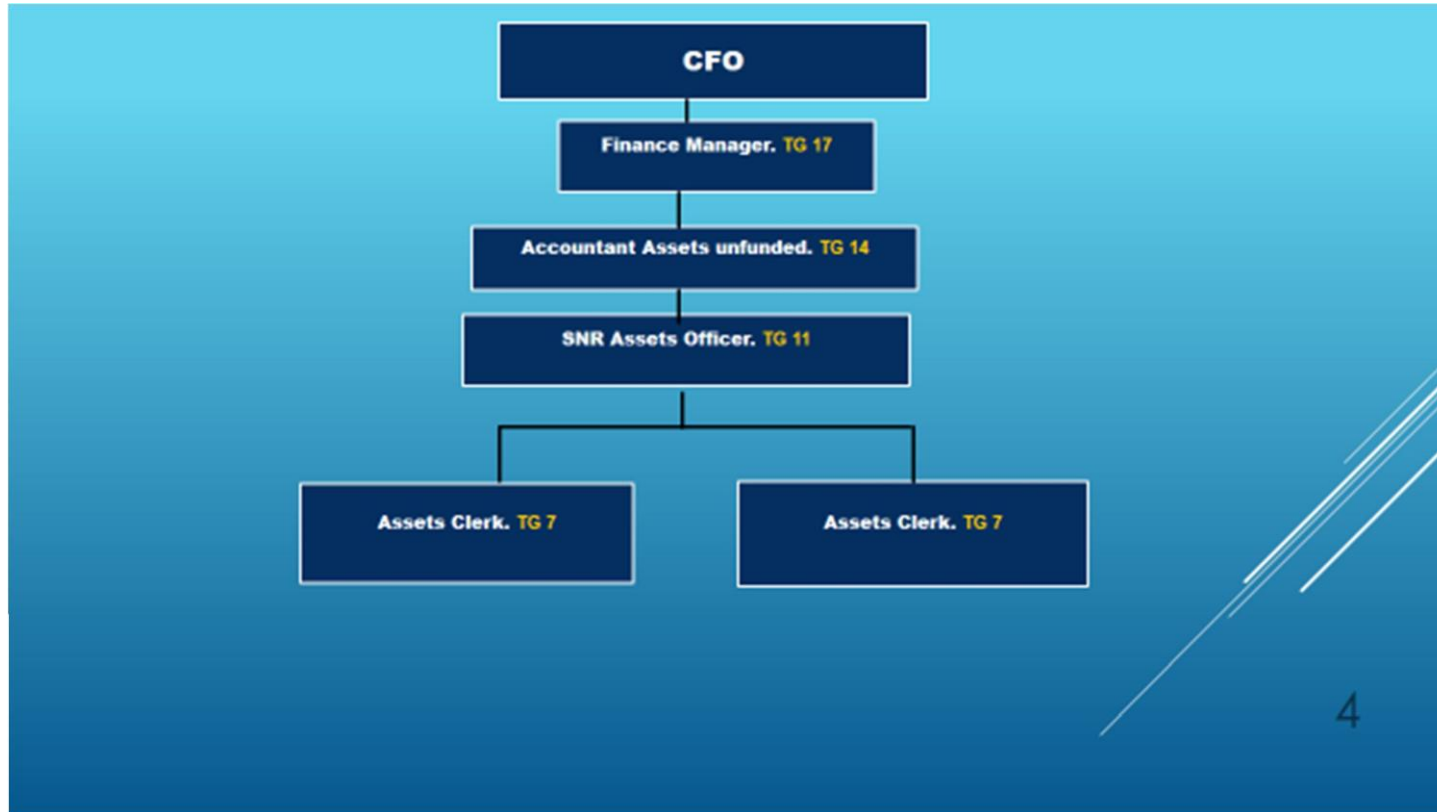 CFO
Finance Manager. TG 17
Accountant Assets unfunded. TG 14
SNR Assets Officer. TG 11
Assets Clerk. TG 7
Assets Clerk. TG 7
4